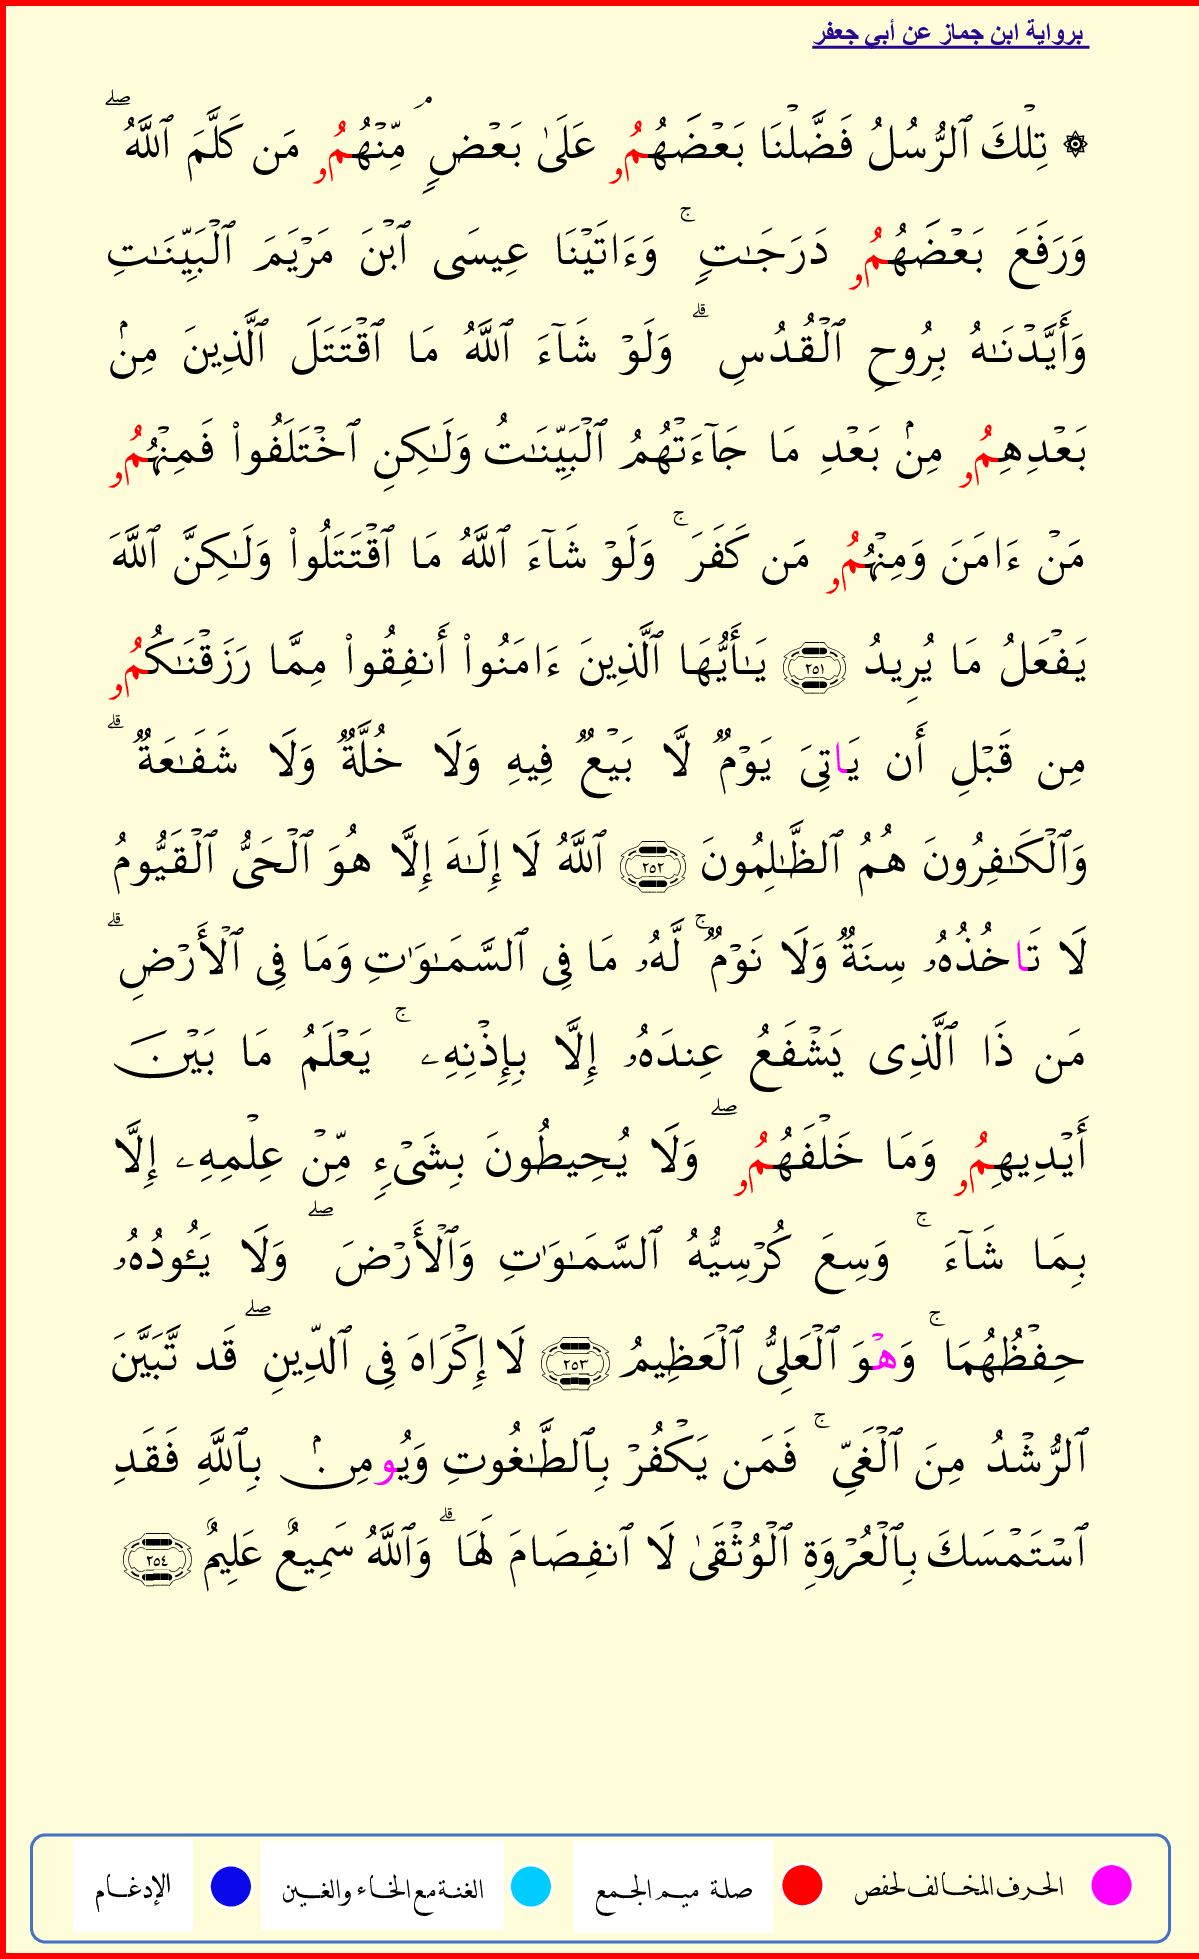 برواية ابن جماز عن أبي جعفر
۞ تِلْكَ ٱلرُّسُلُ فَضَّلْنَا بَعْضَهُمُۥ عَلَىٰ بَعْضٍۢ ۘ مِّنْهُمُۥ مَن كَلَّمَ ٱللَّهُ ۖ
وَرَفَعَ بَعْضَهُمُۥ دَرَجَـٰتٍۢ ۚ وَءَاتَيْنَا عِيسَى ٱبْنَ مَرْيَمَ ٱلْبَيِّنَـٰتِ
وَأَيَّدْنَـٰهُ بِرُوحِ ٱلْقُدُسِ ۗ وَلَوْ شَآءَ ٱللَّهُ مَا ٱقْتَتَلَ ٱلَّذِينَ مِنۢ
بَعْدِهِمُۥ مِنۢ بَعْدِ مَا جَآءَتْهُمُ ٱلْبَيِّنَـٰتُ وَلَـٰكِنِ ٱخْتَلَفُوا۟ فَمِنْهُمُۥ
مَنْ ءَامَنَ وَمِنْهُمُۥ مَن كَفَرَ ۚ وَلَوْ شَآءَ ٱللَّهُ مَا ٱقْتَتَلُوا۟ وَلَـٰكِنَّ ٱللَّهَ
يَفْعَلُ مَا يُرِيدُ ٢٥١ يَـٰأَيُّهَا ٱلَّذِينَ ءَامَنُوا۟ أَنفِقُوا۟ مِمَّا رَزَقْنَـٰكُمُۥ
مِن قَبْلِ أَن يَاتِىَ يَوْمٌۭ لَّا بَيْعٌۭ فِيهِ وَلَا خُلَّةٌۭ وَلَا شَفَـٰعَةٌۭ ۗ
وَٱلْكَـٰفِرُونَ هُمُ ٱلظَّـٰلِمُونَ ٢٥٢ ٱللَّهُ لَا إِلَـٰهَ إِلَّا هُوَ ٱلْحَىُّ ٱلْقَيُّومُ
لَا تَاخُذُهُۥ سِنَةٌۭ وَلَا نَوْمٌۭ ۚ لَّهُۥ مَا فِى ٱلسَّمَـٰوَٰتِ وَمَا فِى ٱلْأَرْضِ ۗ
مَن ذَا ٱلَّذِى يَشْفَعُ عِندَهُۥ إِلَّا بِإِذْنِهِۦ ۚ يَعْلَمُ مَا بَيْنَ
أَيْدِيهِمُۥ وَمَا خَلْفَهُمُۥ ۖ وَلَا يُحِيطُونَ بِشَىْءٍۢ مِّنْ عِلْمِهِۦ إِلَّا
بِمَا شَآءَ ۚ وَسِعَ كُرْسِيُّهُ ٱلسَّمَـٰوَٰتِ وَٱلْأَرْضَ ۖ وَلَا يَـُٔودُهُۥ
حِفْظُهُمَا ۚ وَهْوَ ٱلْعَلِىُّ ٱلْعَظِيمُ ٢٥٣ لَا إِكْرَاهَ فِى ٱلدِّينِ ۖ قَد تَّبَيَّنَ
ٱلرُّشْدُ مِنَ ٱلْغَىِّ ۚ فَمَن يَكْفُرْ بِٱلطَّـٰغُوتِ وَيُومِنۢ بِٱللَّهِ فَقَدِ
ٱسْتَمْسَكَ بِٱلْعُرْوَةِ ٱلْوُثْقَىٰ لَا ٱنفِصَامَ لَهَا ۗ وَٱللَّهُ سَمِيعٌ عَلِيمٌ ٢٥٤
الحرف المخالف لحفص صلة ميم الجمع الغنة مع الخاء والغين الإدغام